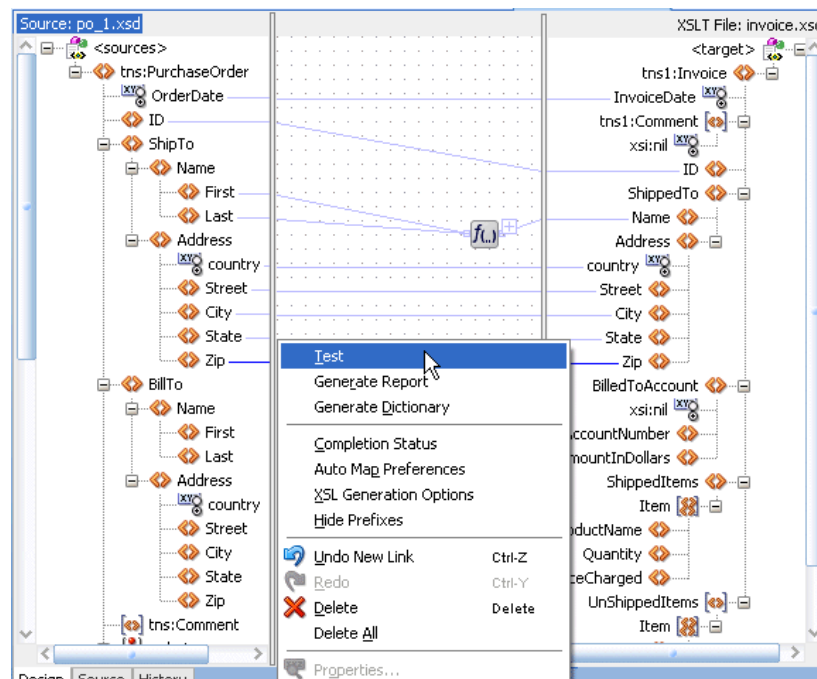 Source: po_1.xsd
<sources>
tns:PurchaseOrder
OrderDate
ID
ShipTo
Name
First
Last
Address
country
Street
City
State
Zip
BillTo
Name
First
Last
Address
country
Street
City
State
Zip
tns:Comment
Design Source History
f(..)
Test
Generate Report
Generate Dictionary
Completion Status
Auto Map Preferences
XSL Generation Options
Hide Prefixes
Undo New Link Ctrl-Z
Redo Ctrl-Y
Delete Delete
Delete All
Properties...
XSLT File: invoice.xsd
<target>
tns1:Invoice
InvoiceDate
tns1:Comment
xsi:nil
ID
ShippedTo
Name
Address
country
Street
City
State
Zip
BilledToAccount
xsi:nil
ccountNumber
mountInDollars
ShippedItems
Item
oductName
Quantity
ceCharged
UnShippedItems
Item